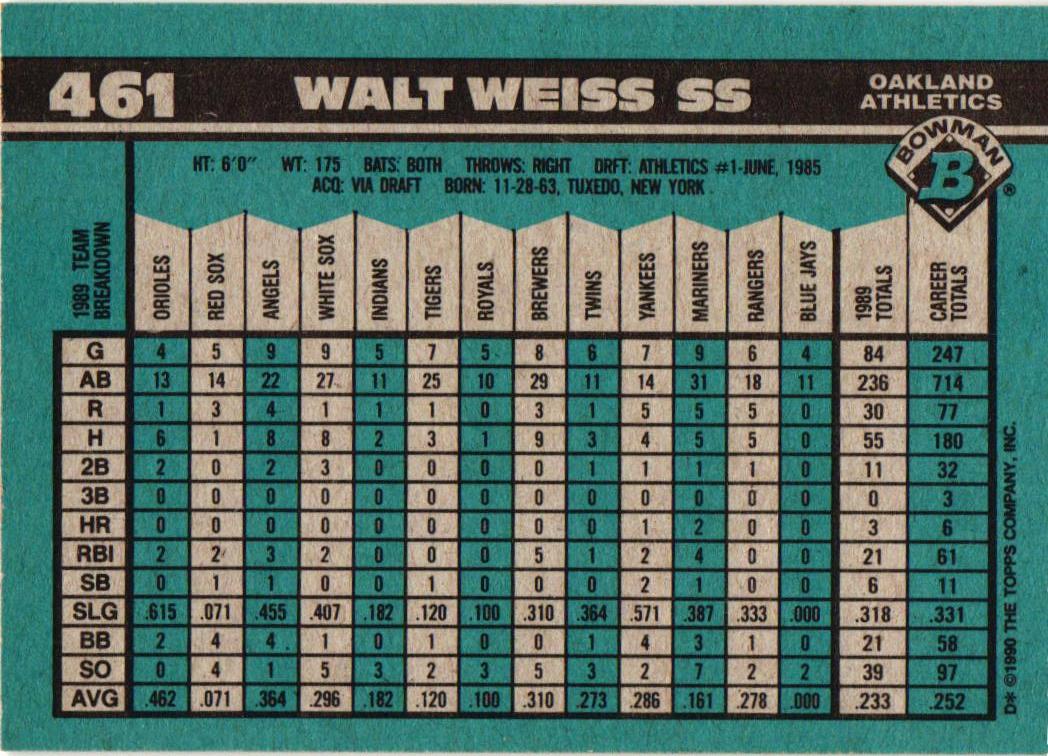 461 WALT WEISS SS OAKLAND ATHLETICS
BOWMAN
B
®
HT: 6'0" WT: 175 BATS: BOTH THROWS: RIGHT DRFT: ATHLETICS #1-JUNE, 1985
ACQ: VIA DRAFT BORN: 11-28-63, TUXEDO, NEW YORK
1989 TEAM BREAKDOWN ORIOLES RED SOX ANGELS WHITE SOX INDIANS TIGERS ROYALS BREWERS TWINS YANKEES MARINERS RANGERS BLUE JAYS 1989 TOTALS CAREER TOTALS
G 4 5 9 9 5 7 5 8 6 7 9 6 4 84 247
AB 13 14 22 27 11 25 10 29 11 14 31 18 11 236 714
R 1 3 4 1 1 1 0 3 1 5 5 5 0 30 77
H 6 1 8 8 2 3 1 9 3 4 5 5 0 55 180
2B 2 0 2 3 0 0 0 0 1 1 1 1 0 11 32
3B 0 0 0 0 0 0 0 0 0 0 0 0 0 0 3
HR 0 0 0 0 0 0 0 0 0 1 2 0 0 3 6
RBI 2 2 3 2 0 0 0 5 1 2 4 0 0 21 61
SB 0 1 1 0 0 1 0 0 0 2 1 0 0 6 11
SLG .615 .071 .455 .407 .182 .120 .100 .310 .364 .571 .387 .333 .000 .318 .331
BB 2 4 4 1 0 1 0 0 1 4 3 1 0 21 58
SO 0 4 1 5 3 2 3 5 3 2 7 2 2 39 97
AVG .462 .071 .364 .296 .182 .120 .100 .310 .273 .286 .161 .278 .000 .233 .252
D* ©1990 THE TOPPS COMPANY, INC.